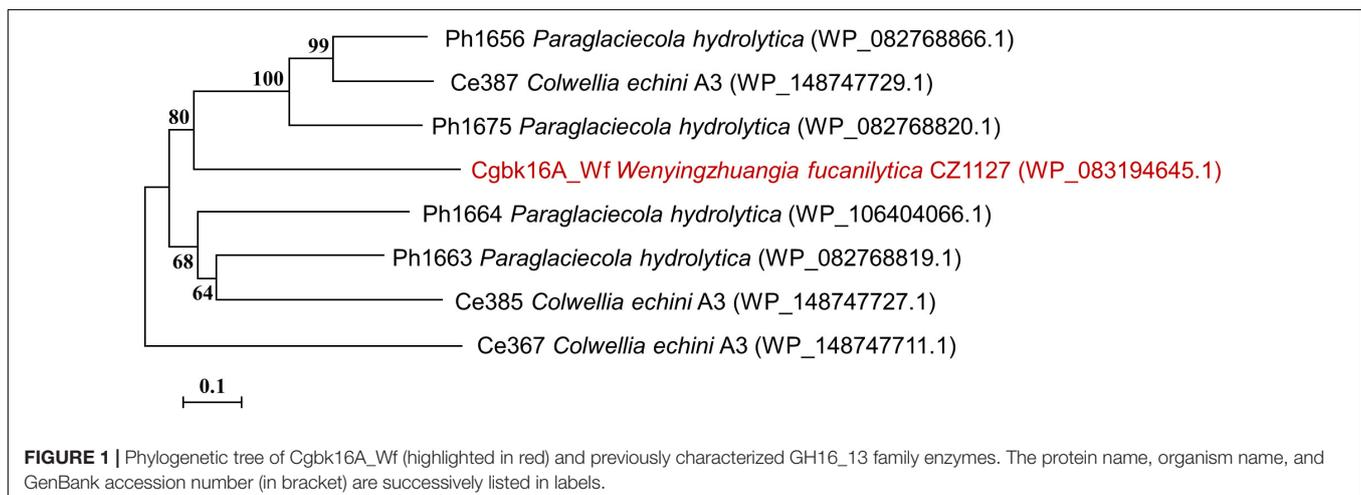 99
Ph1656 Paraglaciecola hydrolytica (WP_082768866.1)
100
Ce387 Colwellia echini A3 (WP_148747729.1)
80
Ph1675 Paraglaciecola hydrolytica (WP_082768820.1)
Cgbk16A_Wf Wenyingzhuangia fucanilytica CZ1127 (WP_083194645.1)
Ph1664 Paraglaciecola hydrolytica (WP_106404066.1)
68
Ph1663 Paraglaciecola hydrolytica (WP_082768819.1)
64
Ce385 Colwellia echini A3 (WP_148747727.1)
Ce367 Colwellia echini A3 (WP_148747711.1)
0.1
FIGURE 1 | Phylogenetic tree of Cgbk16A_Wf (highlighted in red) and previously characterized GH16_13 family enzymes. The protein name, organism name, and
GenBank accession number (in bracket) are successively listed in labels.